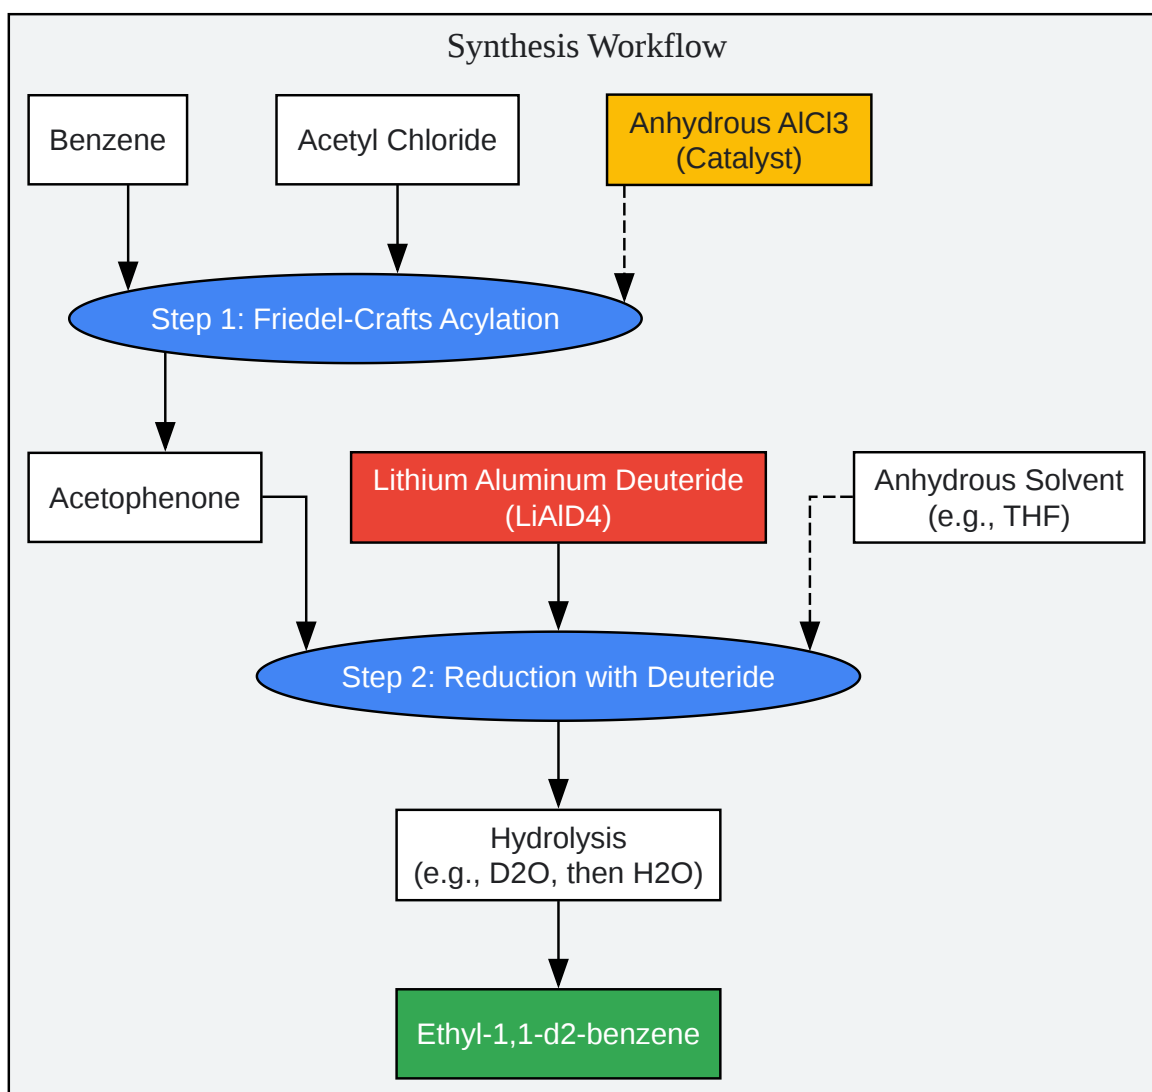 Synthesis Workflow
Benzene
Acetyl Chloride
Anhydrous AlCl3
(Catalyst)
Step 1: Friedel-Crafts Acylation
Acetophenone
Lithium Aluminum Deuteride
(LiAlD4)
Anhydrous Solvent
(e.g., THF)
Step 2: Reduction with Deuteride
Hydrolysis
(e.g., D2O, then H2O)
Ethyl-1,1-d2-benzene